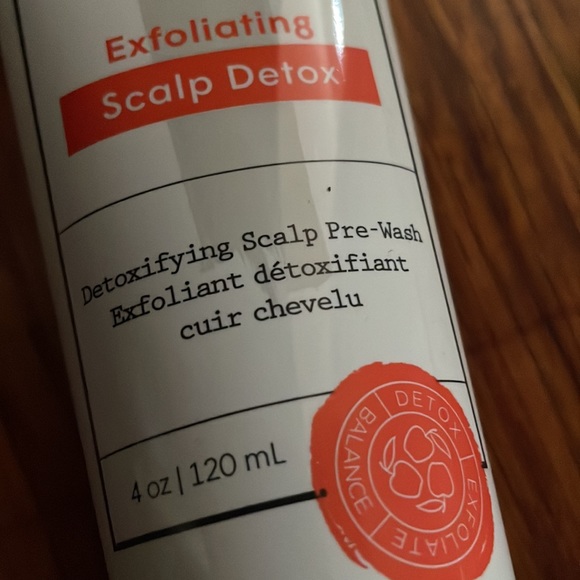 Exfoliating
Scalp Detox
Detoxifying Scalp Pre-Wash
Exfoliant détoxifiant
cuir chevelu
4 oz | 120 mL
BALANCE | DETOX | EXFOLIATE |